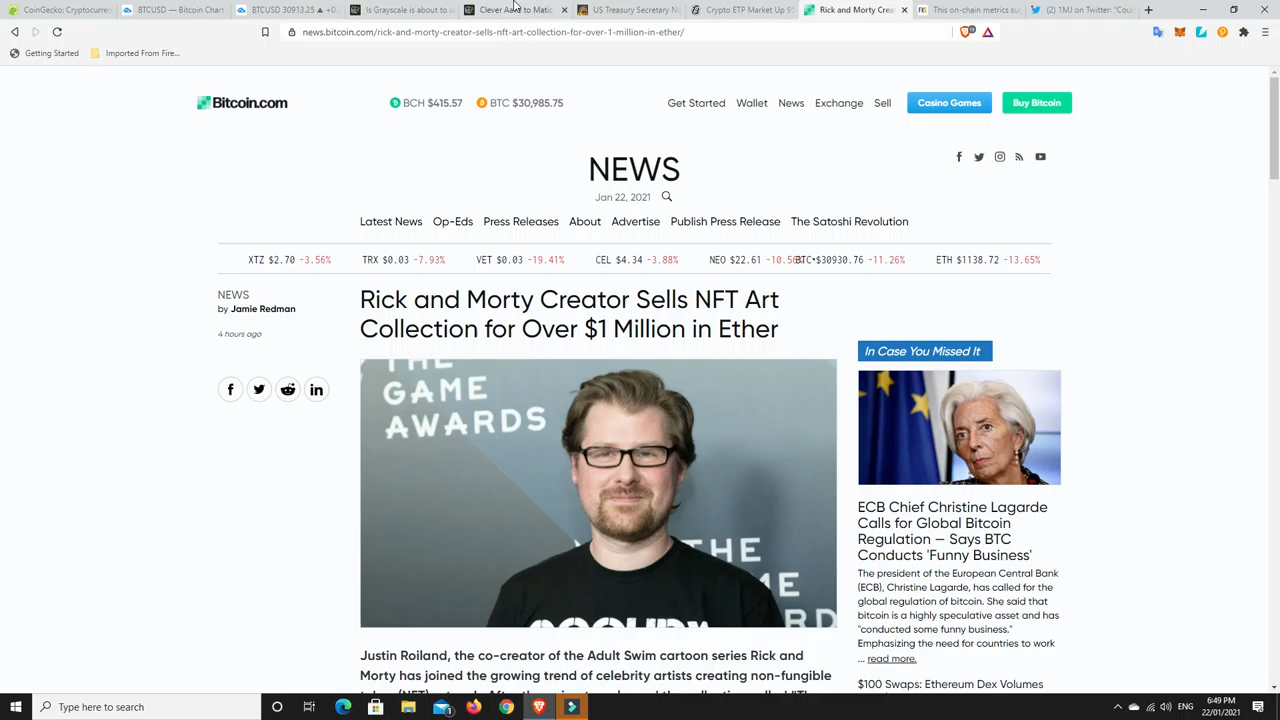 CoinGecko: Cryptocurren
BTCUSD — Bitcoin Chart
BTCUSD 30913.25 ▲ +0.
Is Grayscale is about to u
Clever A to Matic
US Treasury Secretary No
Crypto ETP Market Up 9
Rick and Morty Crea
This on-chain metrics su
(2) 1MJ on Twitter: "Cou
news.bitcoin.com/rick-and-morty-creator-sells-nft-art-collection-for-over-1-million-in-ether/
Getting Started
Imported From Fire...
Bitcoin.com
BCH $415.57
BTC $30,985.75
Get Started
Wallet
News
Exchange
Sell
Casino Games
Buy Bitcoin
NEWS
Jan 22, 2021
Latest News
Op-Eds
Press Releases
About
Advertise
Publish Press Release
The Satoshi Revolution
XTZ $2.70 -3.56%
TRX $0.03 -7.93%
VET $0.03 -19.41%
CEL $4.34 -3.88%
NEO $22.61 -10.56
BTC $30930.76 -11.26%
ETH $1138.72 -13.65%
NEWS
by Jamie Redman
4 hours ago
Rick and Morty Creator Sells NFT Art
Collection for Over $1 Million in Ether
THE
GAME
AWARDS
THE
Justin Roiland, the co-creator of the Adult Swim cartoon series Rick and
Morty has joined the growing trend of celebrity artists creating non-fungible
In Case You Missed It
ECB Chief Christine Lagarde
Calls for Global Bitcoin
Regulation — Says BTC
Conducts 'Funny Business'
The president of the European Central Bank
(ECB), Christine Lagarde, has called for the
global regulation of bitcoin. She said that
bitcoin is a highly speculative asset and has
"conducted some funny business."
Emphasizing the need for countries to work
... read more.
$100 Swaps: Ethereum Dex Volumes
Type here to search
ENG
6:49 PM
22/01/2021